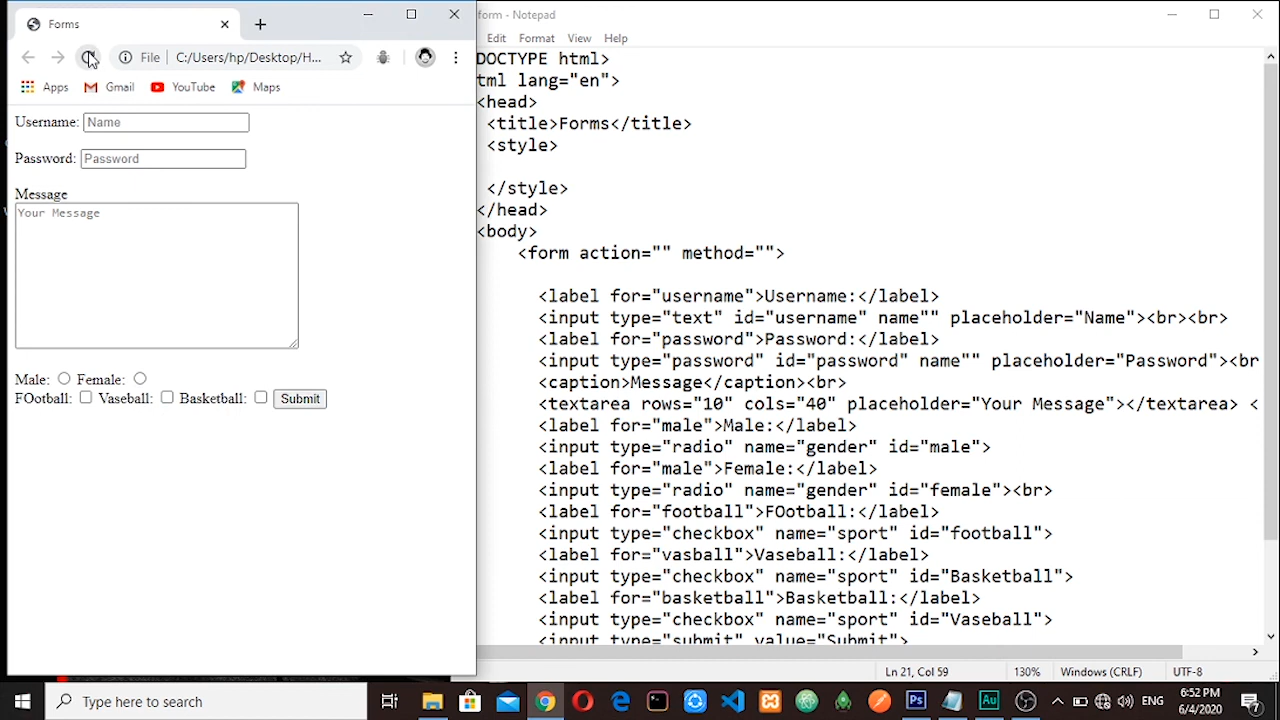 Forms
File
C:/Users/hp/Desktop/H...
Apps
Gmail
YouTube
Maps
Username: Name
Password: Password
Message
Your Message
Male:
Female:
FOotball:
Vaseball:
Basketball:
Submit
form - Notepad
Edit
Format
View
Help
DOCTYPE html>
tml lang="en">
<head>
<title>Forms</title>
<style>
</style>
</head>
<body>
<form action="" method="">
<label for="username">Username:</label>
<input type="text" id="username" name"" placeholder="Name"><br><br>
<label for="password">Password:</label>
<input type="password" id="password" name"" placeholder="Password"><br
<caption>Message</caption><br>
<textarea rows="10" cols="40" placeholder="Your Message"></textarea> <
<label for="male">Male:</label>
<input type="radio" name="gender" id="male">
<label for="male">Female:</label>
<input type="radio" name="gender" id="female"><br>
<label for="football">FOotball:</label>
<input type="checkbox" name="sport" id="football">
<label for="vasball">Vaseball:</label>
<input type="checkbox" name="sport" id="Basketball">
<label for="basketball">Basketball:</label>
<input type="checkbox" name="sport" id="Vaseball">
<input type="submit" value="Submit">
Ln 21, Col 59
130%
Windows (CRLF)
UTF-8
Type here to search
Ps
Au
ENG
6:52 PM
6/4/2020